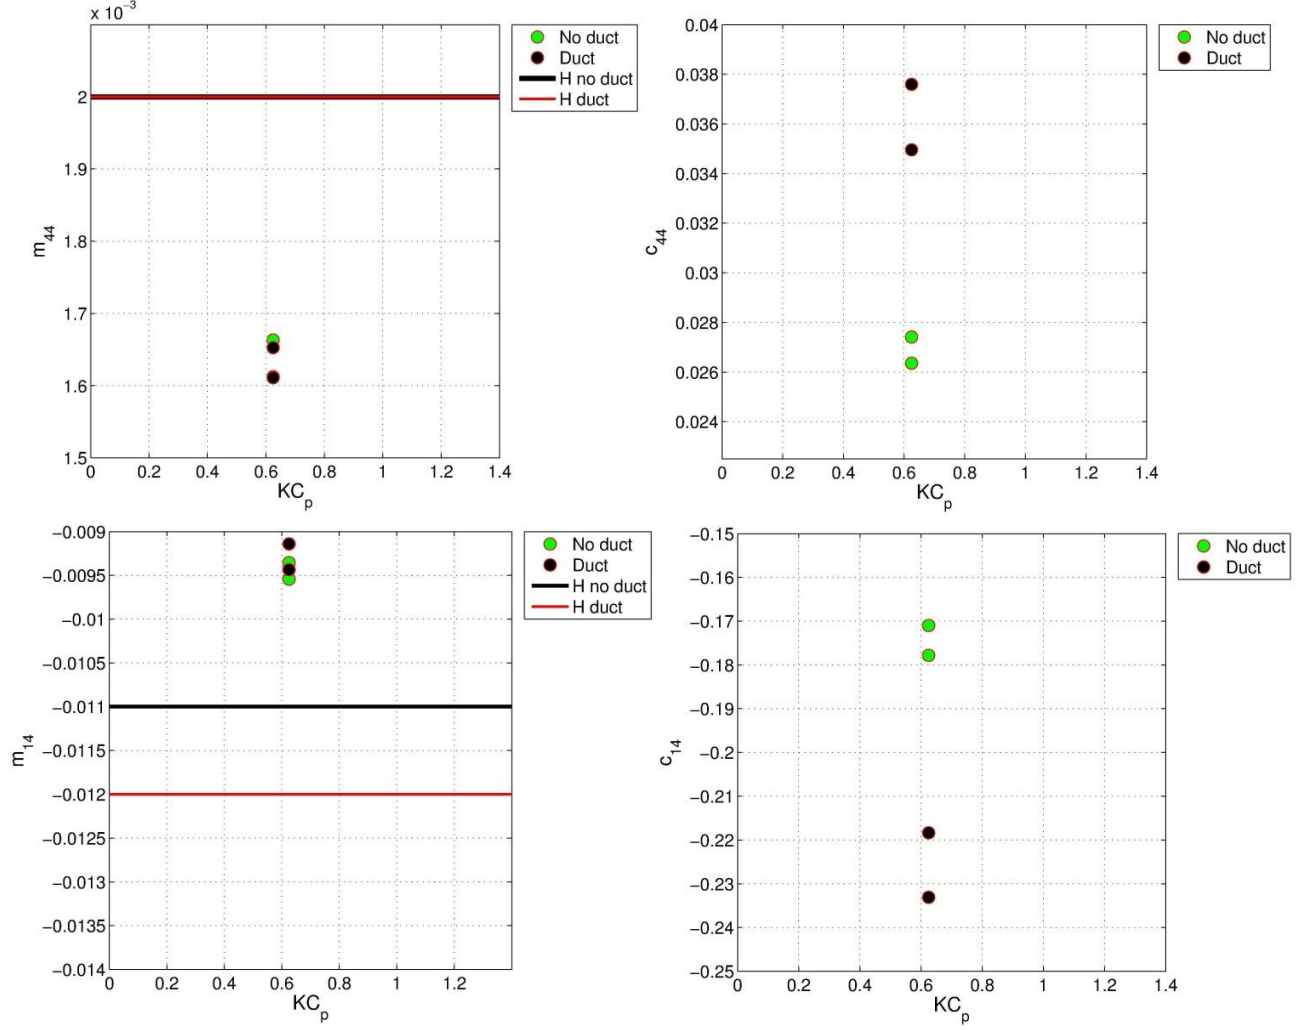 x 10⁻³
2
1.9
1.8
1.7
1.6
1.5
0 0.2 0.4 0.6 0.8 1 1.2 1.4
m44
KCp
No duct
Duct
H no duct
H duct
0.04
0.038
0.036
0.034
0.032
0.03
0.028
0.026
0.024
0 0.2 0.4 0.6 0.8 1 1.2 1.4
c44
KCp
No duct
Duct
−0.009
−0.0095
−0.01
−0.0105
−0.011
−0.0115
−0.012
−0.0125
−0.013
−0.0135
−0.014
0 0.2 0.4 0.6 0.8 1 1.2
m14
KCp
No duct
Duct
H no duct
H duct
−0.15
−0.16
−0.17
−0.18
−0.19
−0.2
−0.21
−0.22
−0.23
−0.24
−0.25
0 0.2 0.4 0.6 0.8 1 1.2 1.4
c14
KCp
No duct
Duct